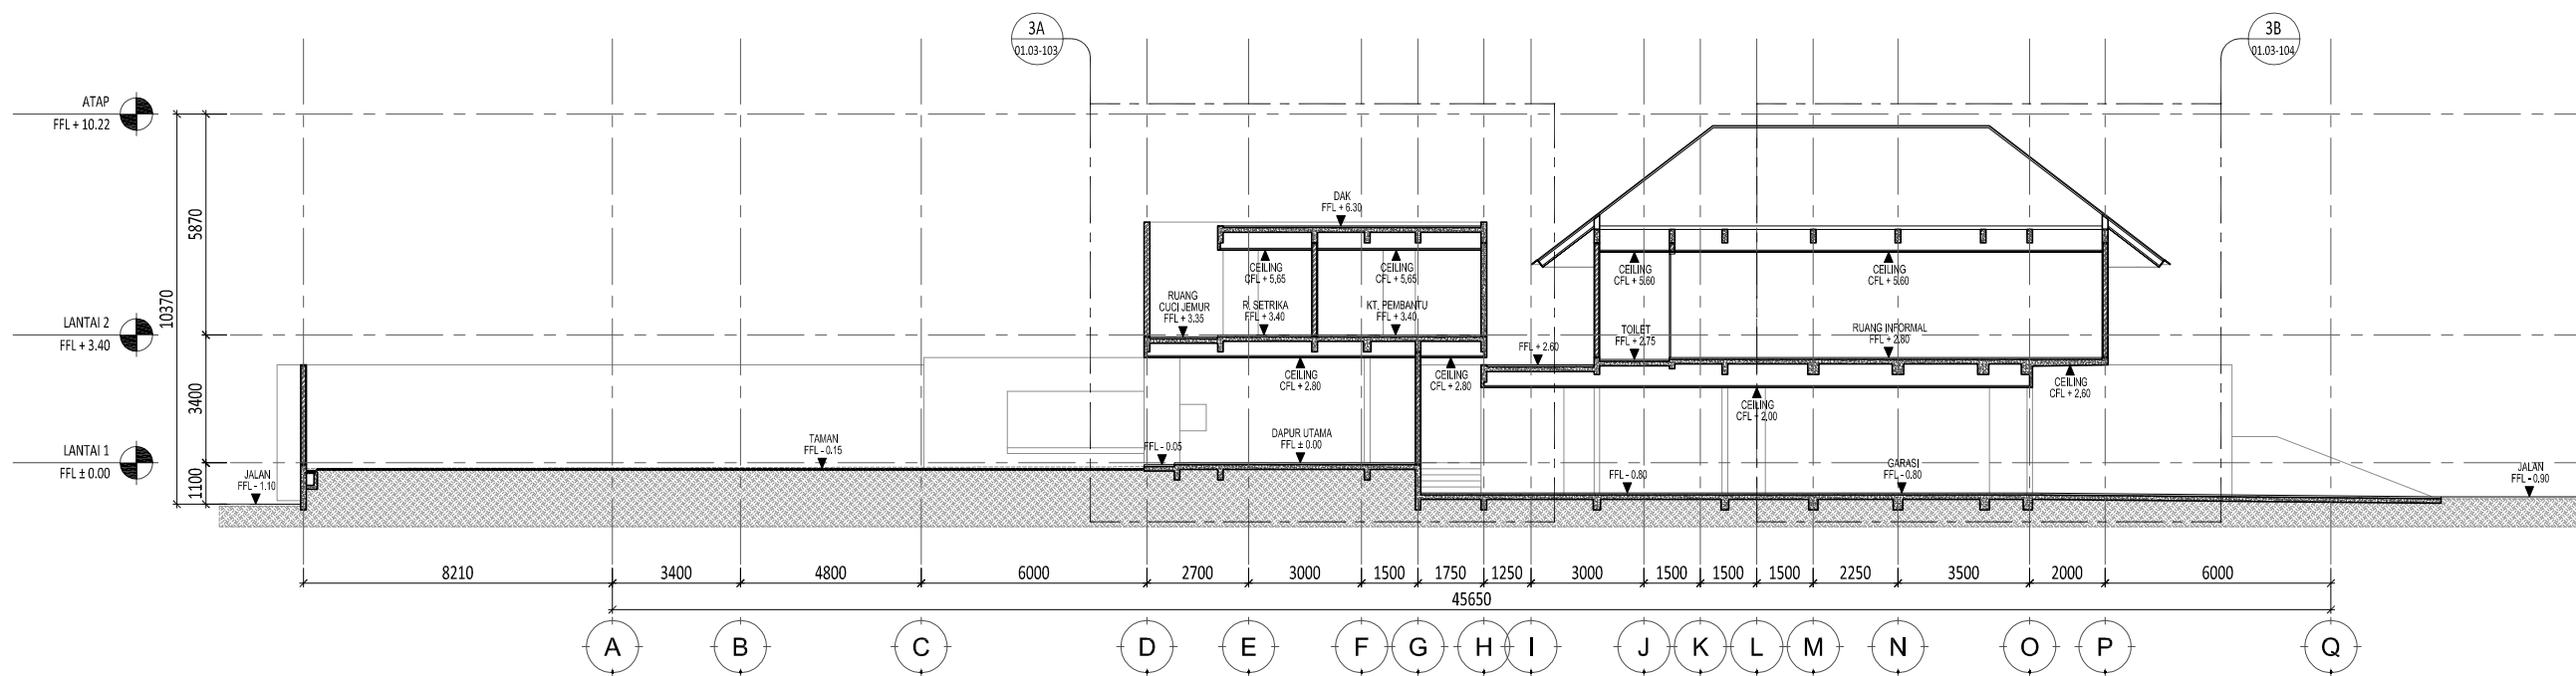 3A
01.03-103
3B
01.03-104
ATAP
FFL + 10.22
LANTAI 2
FFL + 3.40
LANTAI 1
FFL ± 0.00
5870
3400
1100
10370
JALAN
FFL - 1.10
TAMAN
FFL - 0.15
DAK
FFL + 6.30
CEILING
CFL + 5.65
CEILING
CFL + 5.65
RUANG
CUCI JEMUR
FFL + 3.35
R. SETRIKA
FFL + 3.40
KT. PEMBANTU
FFL + 3.40
CEILING
CFL + 2.80
CEILING
CFL + 2.80
FFL - 0.05
DAPUR UTAMA
FFL ± 0.00
FFL + 2.60
CEILING
CFL + 5.60
CEILING
CFL + 5.60
TOILET
FFL + 2.75
RUANG INFORMAL
FFL + 2.80
CEILING
CFL + 2.00
CEILING
CFL + 2.60
FFL - 0.80
GARASI
FFL - 0.80
JALAN
FFL - 0.90
8210
3400
4800
6000
2700
3000
1500
1750
1250
3000
1500
1500
1500
2250
3500
2000
6000
45650
A
B
C
D
E
F
G
H
I
J
K
L
M
N
O
P
Q